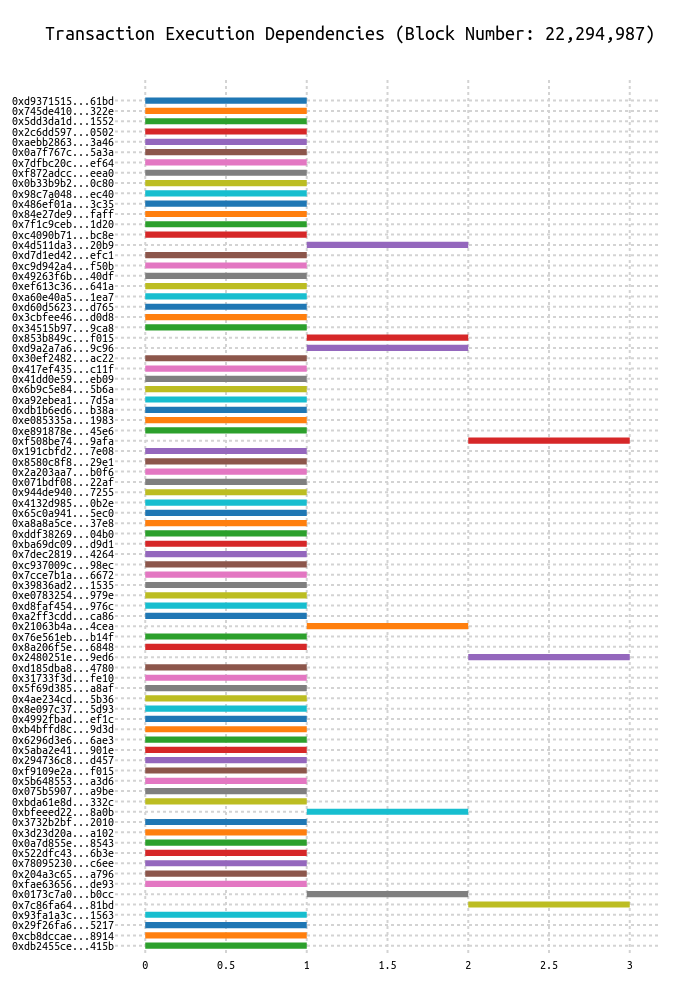 Transaction Execution Dependencies (Block Number: 22,294,987)
0xd9371515...61bd
0x745de410...322e
0x5dd3da1d...1552
0x2c6dd597...0502
0xaebb2863...3a46
0x0a7f767c...5a3a
0x7dfbc20c...ef64
0xf872adcc...eea0
0x0b33b9b2...0c80
0x98c7a048...ec40
0x486ef01a...3c35
0x84e27de9...faff
0x7f1c9ceb...1d20
0xc4090b71...bc8e
0x4d511da3...20b9
0xd7d1ed42...efc1
0xc9d942a4...f50b
0x49263f6b...40df
0xef613c36...641a
0xa60e40a5...1ea7
0xd60d5623...d765
0x3cbfee46...d0d8
0x34515b97...9ca8
0x853b849c...f015
0xd9a2a7a6...9c96
0x30ef2482...ac22
0x417ef435...c11f
0x41dd0e59...eb09
0x6b9c5e84...5b6a
0xa92ebea1...7d5a
0xdb1b6ed6...b38a
0xe085335a...1983
0xe891878e...45e6
0xf508be74...9afa
0x191cbfd2...7e08
0x8580c8f8...29e1
0x2a203aa7...b0f6
0x071bdf08...22af
0x944de940...7255
0x4132d985...0b2e
0x65c0a941...5ec0
0xa8a8a5ce...37e8
0xddf38269...04b0
0xba69dc09...d9d1
0x7dec2819...4264
0xc937009c...98ec
0x7cce7b1a...6672
0x39836ad2...1535
0xe0783254...979e
0xd8faf454...976c
0xa2ff3cdd...ca86
0x21063b4a...4cea
0x76e561eb...b14f
0x8a206f5e...6848
0x2480251e...9ed6
0xd185dba8...4780
0x31733f3d...fe10
0x5f69d385...a8af
0x4ae234cd...5b36
0x8e097c37...5d93
0x4992fbad...ef1c
0xb4bffd8c...9d3d
0x6296d3e6...6ae3
0x5aba2e41...901e
0x294736c8...d457
0xf9109e2a...f015
0x5b648553...a3d6
0x075b5907...a9be
0xbda61e8d...332c
0xbfeeed22...8a0b
0x3732b2bf...2010
0x3d23d20a...a102
0x0a7d855e...8543
0x522dfc43...6b3e
0x78095230...c6ee
0x204a3c65...a796
0xfae63656...de93
0x0173c7a0...b0cc
0x7c86fa64...81bd
0x93fa1a3c...1563
0x29f26fa6...5217
0xcb8dccae...8914
0xdb2455ce...415b
0 0.5 1 1.5 2 2.5 3